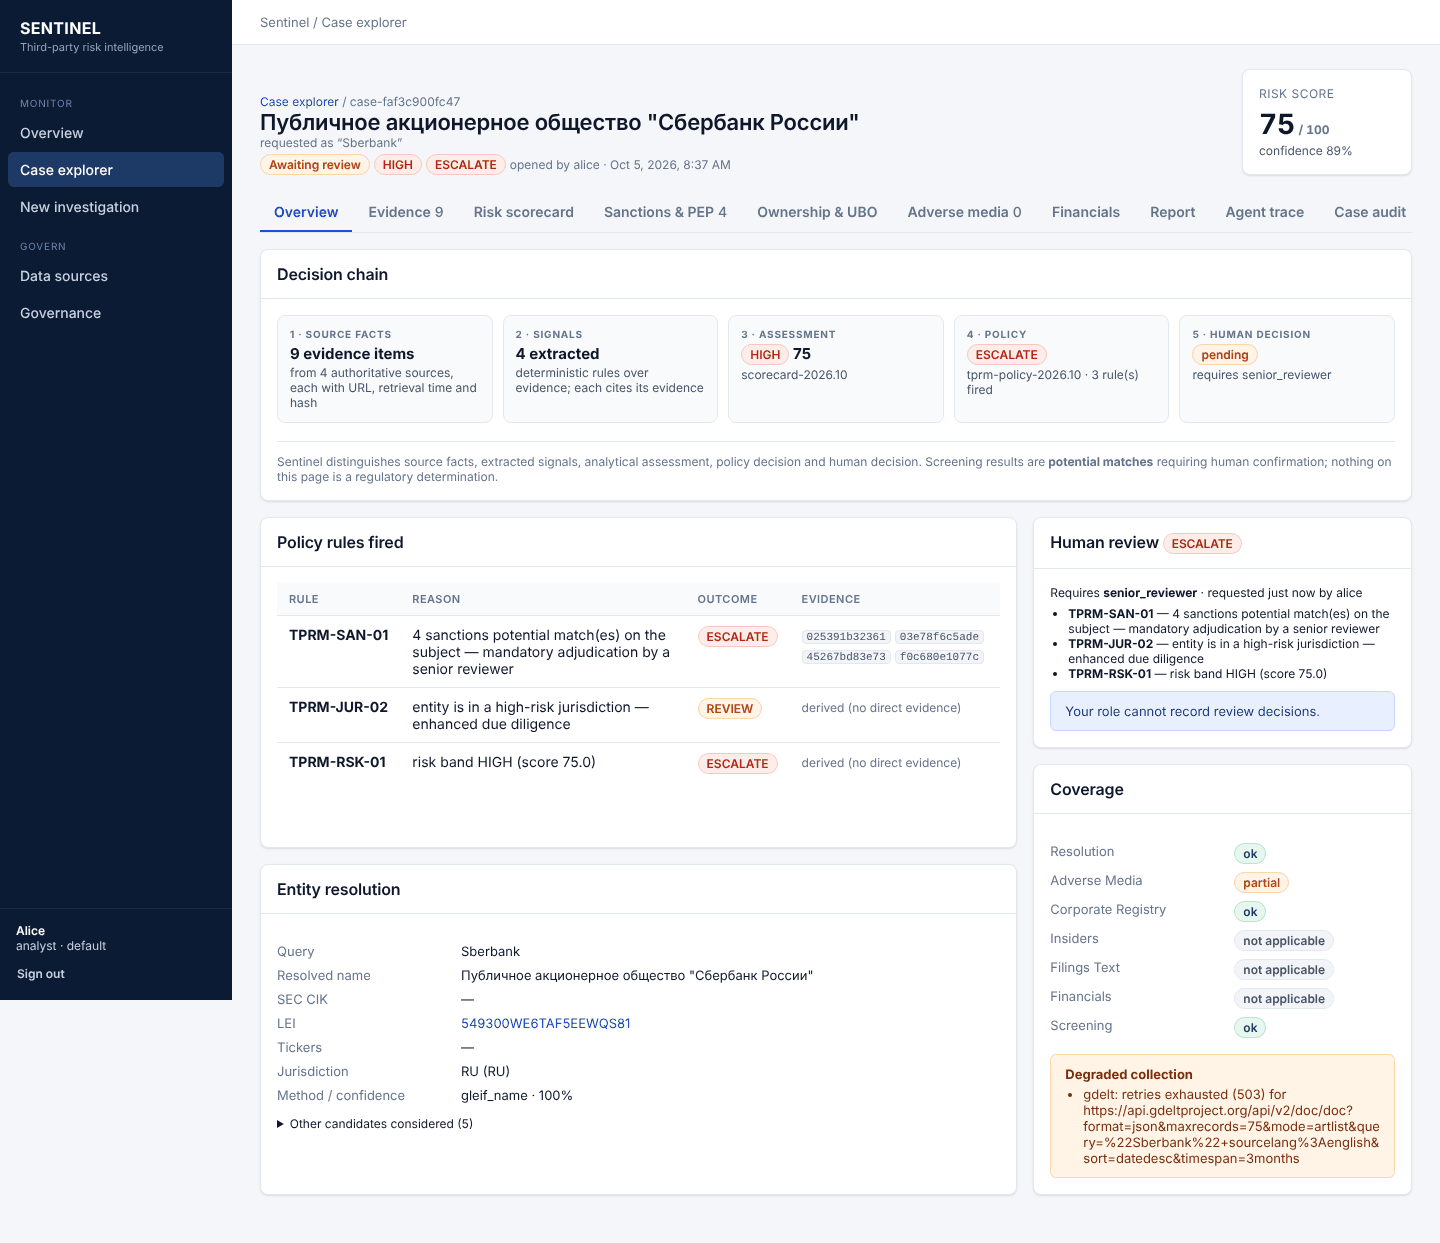 SENTINEL
Third-party risk intelligence
MONITOR
Overview
Case explorer
New investigation
GOVERN
Data sources
Governance
Alice
analyst · default
Sign out
Sentinel / Case explorer
Case explorer / case-faf3c900fc47
Публичное акционерное общество "Сбербанк России"
requested as “Sberbank”
Awaiting review HIGH ESCALATE opened by alice · Oct 5, 2026, 8:37 AM
RISK SCORE
75 / 100
confidence 89%
Overview Evidence 9 Risk scorecard Sanctions & PEP 4 Ownership & UBO Adverse media 0 Financials Report Agent trace Case audit
Decision chain
1 · SOURCE FACTS
9 evidence items
from 4 authoritative sources,
each with URL, retrieval time and
hash
2 · SIGNALS
4 extracted
deterministic rules over
evidence; each cites its evidence
3 · ASSESSMENT
HIGH 75
scorecard-2026.10
4 · POLICY
ESCALATE
tprm-policy-2026.10 · 3 rule(s)
fired
5 · HUMAN DECISION
pending
requires senior_reviewer
Sentinel distinguishes source facts, extracted signals, analytical assessment, policy decision and human decision. Screening results are potential matches requiring human confirmation; nothing on
this page is a regulatory determination.
Policy rules fired
RULE REASON OUTCOME EVIDENCE
TPRM-SAN-01 4 sanctions potential match(es) on the ESCALATE 025391b32361 03e78f6c5ade
subject — mandatory adjudication by a 45267bd83e73 f0c680e1077c
senior reviewer
TPRM-JUR-02 entity is in a high-risk jurisdiction — REVIEW derived (no direct evidence)
enhanced due diligence
TPRM-RSK-01 risk band HIGH (score 75.0) ESCALATE derived (no direct evidence)
Human review ESCALATE
Requires senior_reviewer · requested just now by alice
• TPRM-SAN-01 — 4 sanctions potential match(es) on the
subject — mandatory adjudication by a senior reviewer
• TPRM-JUR-02 — entity is in a high-risk jurisdiction —
enhanced due diligence
• TPRM-RSK-01 — risk band HIGH (score 75.0)
Your role cannot record review decisions.
Entity resolution
Query Sberbank
Resolved name Публичное акционерное общество "Сбербанк России"
SEC CIK —
LEI 549300WE6TAF5EEWQS81
Tickers —
Jurisdiction RU (RU)
Method / confidence gleif_name · 100%
▶ Other candidates considered (5)
Coverage
Resolution ok
Adverse Media partial
Corporate Registry ok
Insiders not applicable
Filings Text not applicable
Financials not applicable
Screening ok
Degraded collection
• gdelt: retries exhausted (503) for
https://api.gdeltproject.org/api/v2/doc/doc?
format=json&maxrecords=75&mode=artlist&que
ry=%22Sberbank%22+sourcelang%3Aenglish&
sort=datedesc&timespan=3months